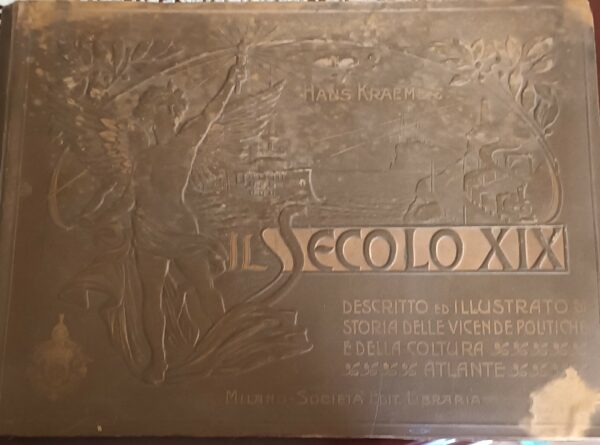 HANS KRAEMER
IL SECOLO XIX
DESCRITTO ED ILLUSTRATO
STORIA DELLE VICENDE POLITICHE
E DELLA COLTURA
ATLANTE
MILANO - SOCIETÀ EDIT. LIBRARIA